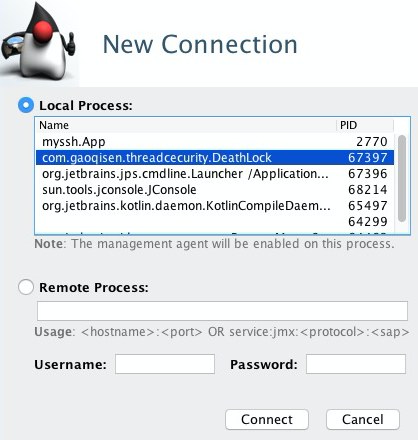 New Connection
Local Process:
Name PID
myssh.App 2770
com.gaoqisen.threadcecurity.DeathLock 67397
org.jetbrains.jps.cmdline.Launcher /Application... 67396
sun.tools.jconsole.JConsole 68214
org.jetbrains.kotlin.daemon.KotlinCompileDaem... 65497
64299
Note: The management agent will be enabled on this process.
Remote Process:
Usage: <hostname>:<port> OR service:jmx:<protocol>:<sap>
Username: Password:
Connect Cancel